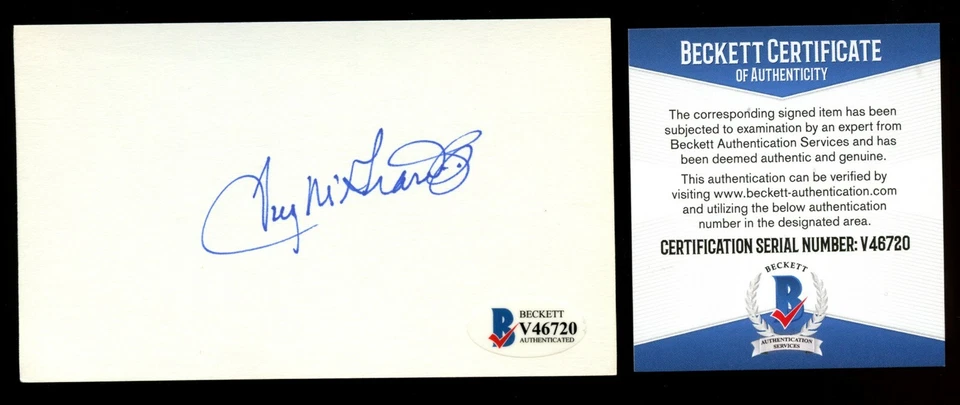 Tug McGraw
BECKETT
V46720
AUTHENTICATED
BECKETT CERTIFICATE
OF AUTHENTICITY
The corresponding signed item has been
subjected to examination by an expert from
Beckett Authentication Services and has
been deemed authentic and genuine.
This authentication can be verified by
visiting www.beckett-authentication.com
and utilizing the below authentication
number in the designated area.
CERTIFICATION SERIAL NUMBER: V46720
BECKETT
B
AUTHENTICATION
SERVICES